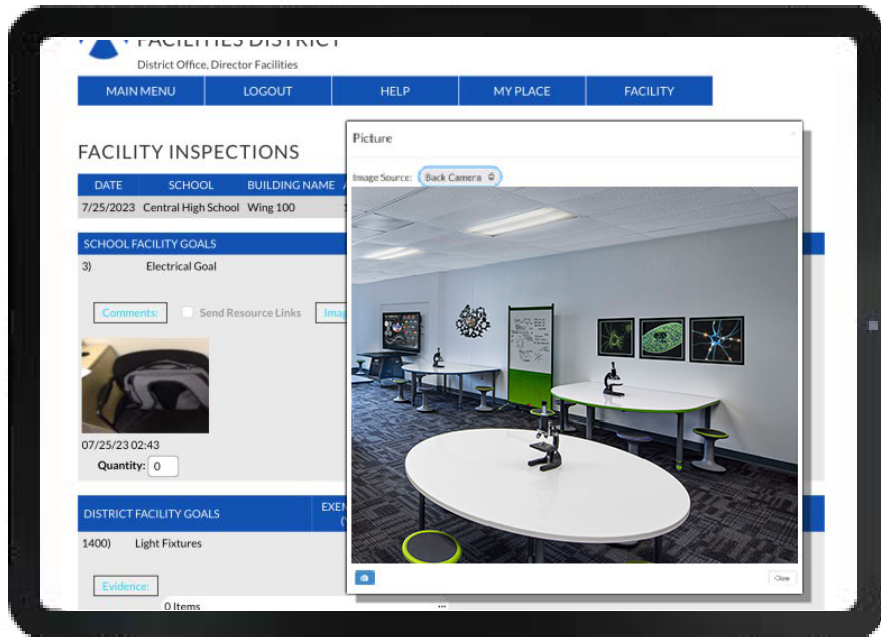 FACILITIES DISTRICT
District Office, Director Facilities
MAIN MENU LOGOUT HELP MY PLACE FACILITY
FACILITY INSPECTIONS
DATE SCHOOL BUILDING NAME
7/25/2023 Central High School Wing 100
SCHOOL FACILITY GOALS
3) Electrical Goal
Comments: Send Resource Links
07/25/23 02:43
Quantity: 0
DISTRICT FACILITY GOALS
1400) Light Fixtures
Evidence:
0 Items ...
Picture
Image Source: Back Camera
Close